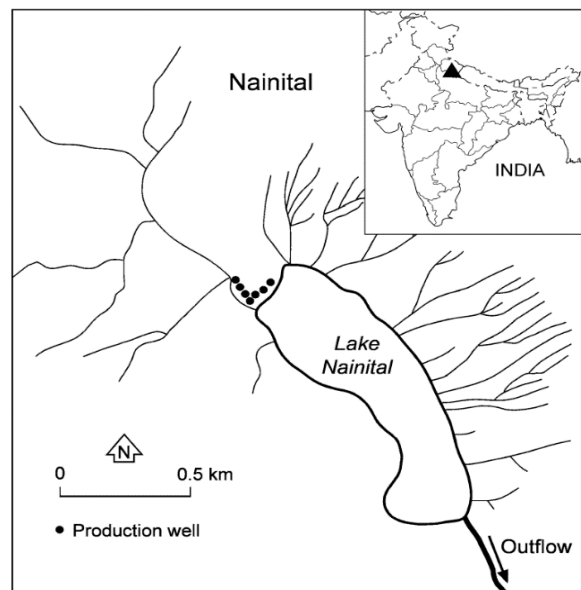 Nainital
INDIA
Lake
Nainital
N
0 0.5 km
Production well
Outflow